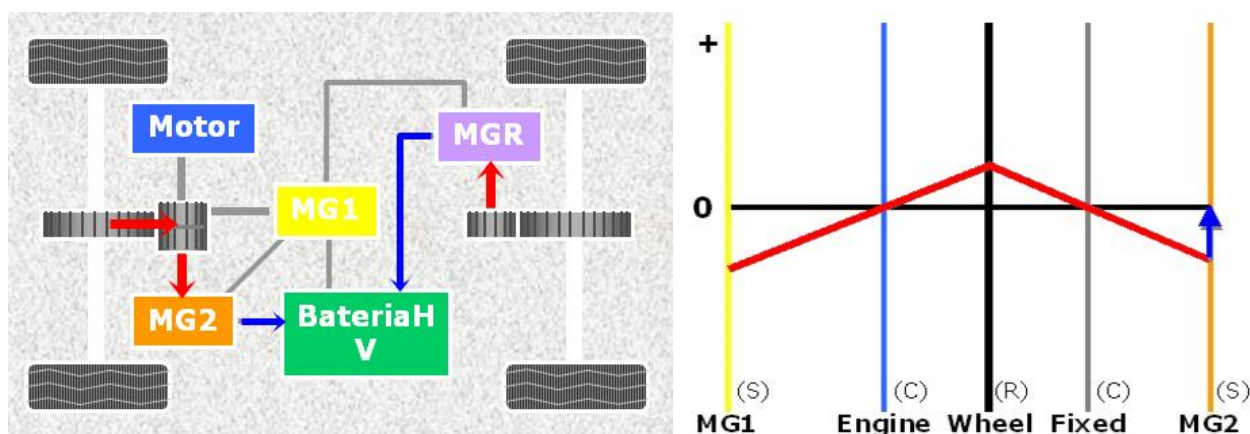 Motor
MGR
MG1
MG2
BateriaH
V
+
0
(S)
(C)
(R)
(C)
(S)
MG1
Engine
Wheel
Fixed
MG2